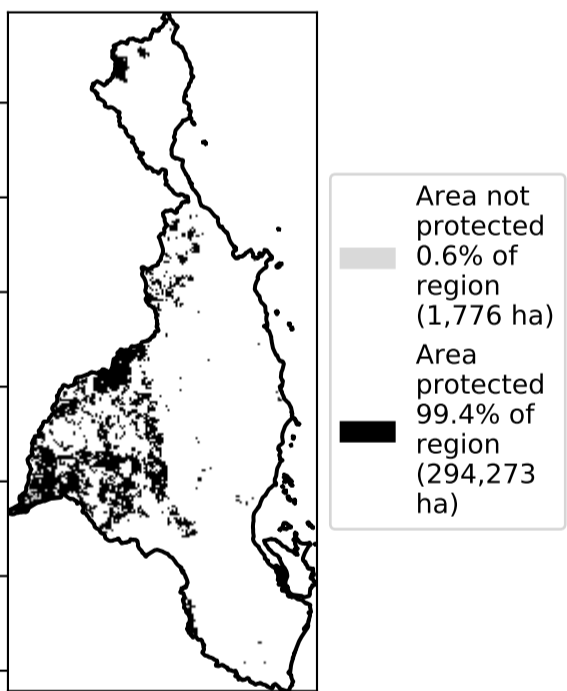 Area not
protected
0.6% of
region
(1,776 ha)
Area
protected
99.4% of
region
(294,273
ha)